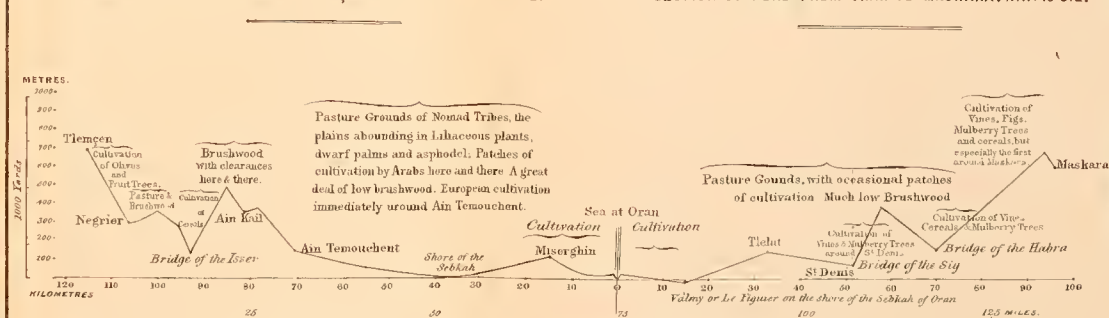 METRES.
1000-
900-
800-
700-
600-
500-
400-
300-
200-
100-
1000 Yards
Tlemçen
Cultivation
of Olives
and
Fruit Trees.
Negrier
Pasture &
Brushwood
Cultivation
of
Cereals
Bridge of the Isser
Brushwood
with clearances
here & there.
Ain Kail
Pasture Grounds of Nomad Tribes, the
plains abounding in Liliaceous plants,
dwarf palms and asphodel; Patches of
cultivation by Arabs here and there A great
deal of low brushwood. European cultivation
immediately around Ain Temouchent.
Ain Temouchent
Shore of the
Sebkah
Cultivation
Miserghin
Sea at Oran
Cultivation
Pasture Gounds, with occasional patches
of cultivation Much low Brushwood
Tlelat
Cultivation of
Vines & Mulberry Trees
around St Denis
St Denis
Bridge of the Sig
Cultivation of
Vines, Figs.
Mulberry Trees
and cereals, but
especially the first
around Maskara
Maskara
Cultivation of Vines
Cereals & Mulberry Trees
Bridge of the Habra
KILOMETRES
120 110 100 90 80 70 60 50 40 30 20 10 0 10 20 30 40 50 60 70 80 90 100
Valmy or Le Figuier on the shore of the Sebkah of Oran
25 50 75 100 125 MILES.